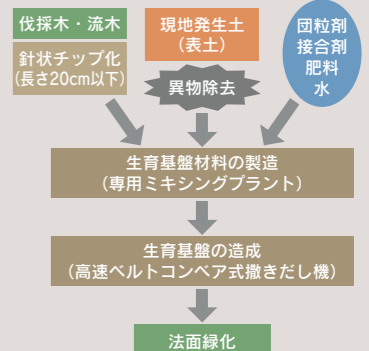 伐採木・流木
針状チップ化
(長さ20cm以下)
現地発生土
(表土)
異物除去
団粒剤
接合剤
肥料
水
生育基盤材料の製造
(専用ミキシングプラント)
生育基盤の造成
(高速ベルトコンベア式撒きだし機)
法面緑化